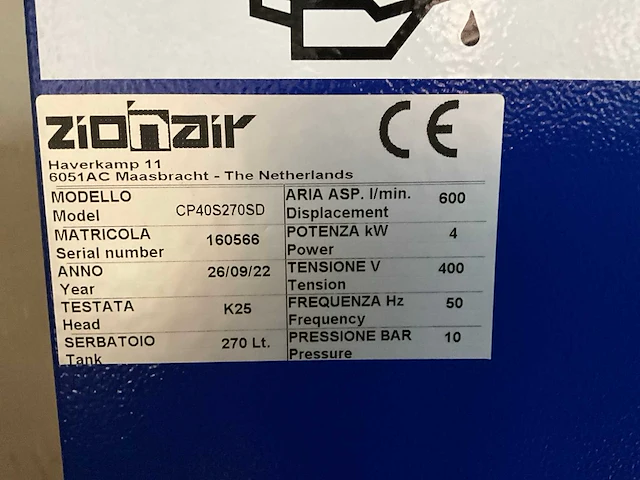 zionair
CE
Haverkamp 11
6051AC Maasbracht - The Netherlands
MODELLO
Model
CP40S270SD
ARIA ASP. l/min.
Displacement
600
MATRICOLA
Serial number
160566
POTENZA kW
Power
4
ANNO
Year
26/09/22
TENSIONE V
Tension
400
TESTATA
Head
K25
FREQUENZA Hz
Frequency
50
SERBATOIO
Tank
270 Lt.
PRESSIONE BAR
Pressure
10